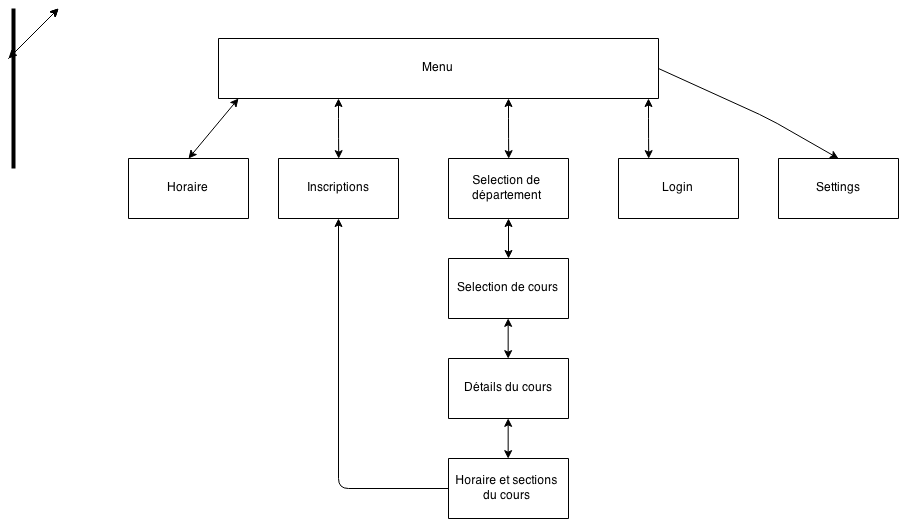 Menu
Horaire
Inscriptions
Selection de
département
Login
Settings
Selection de cours
Détails du cours
Horaire et sections
du cours